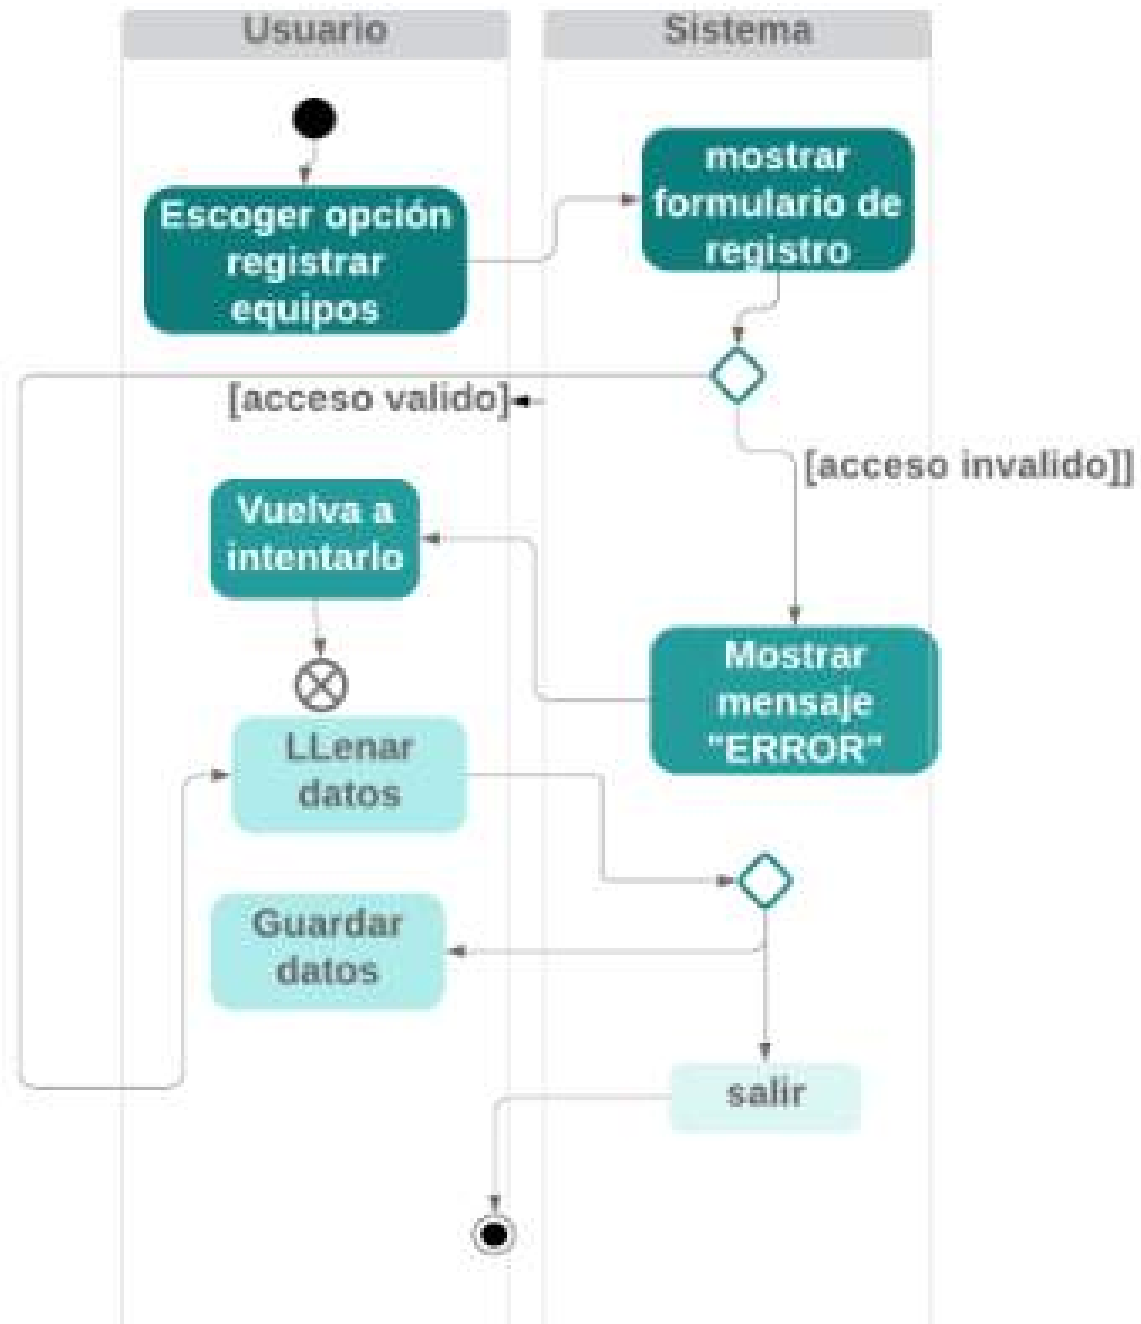 Usuario
Sistema
Escoger opción
registrar
equipos
mostrar
formulario de
registro
[acceso valido]
[acceso invalido]]
Vuelva a
intentarlo
Mostrar
mensaje
"ERROR"
LLenar
datos
Guardar
datos
salir